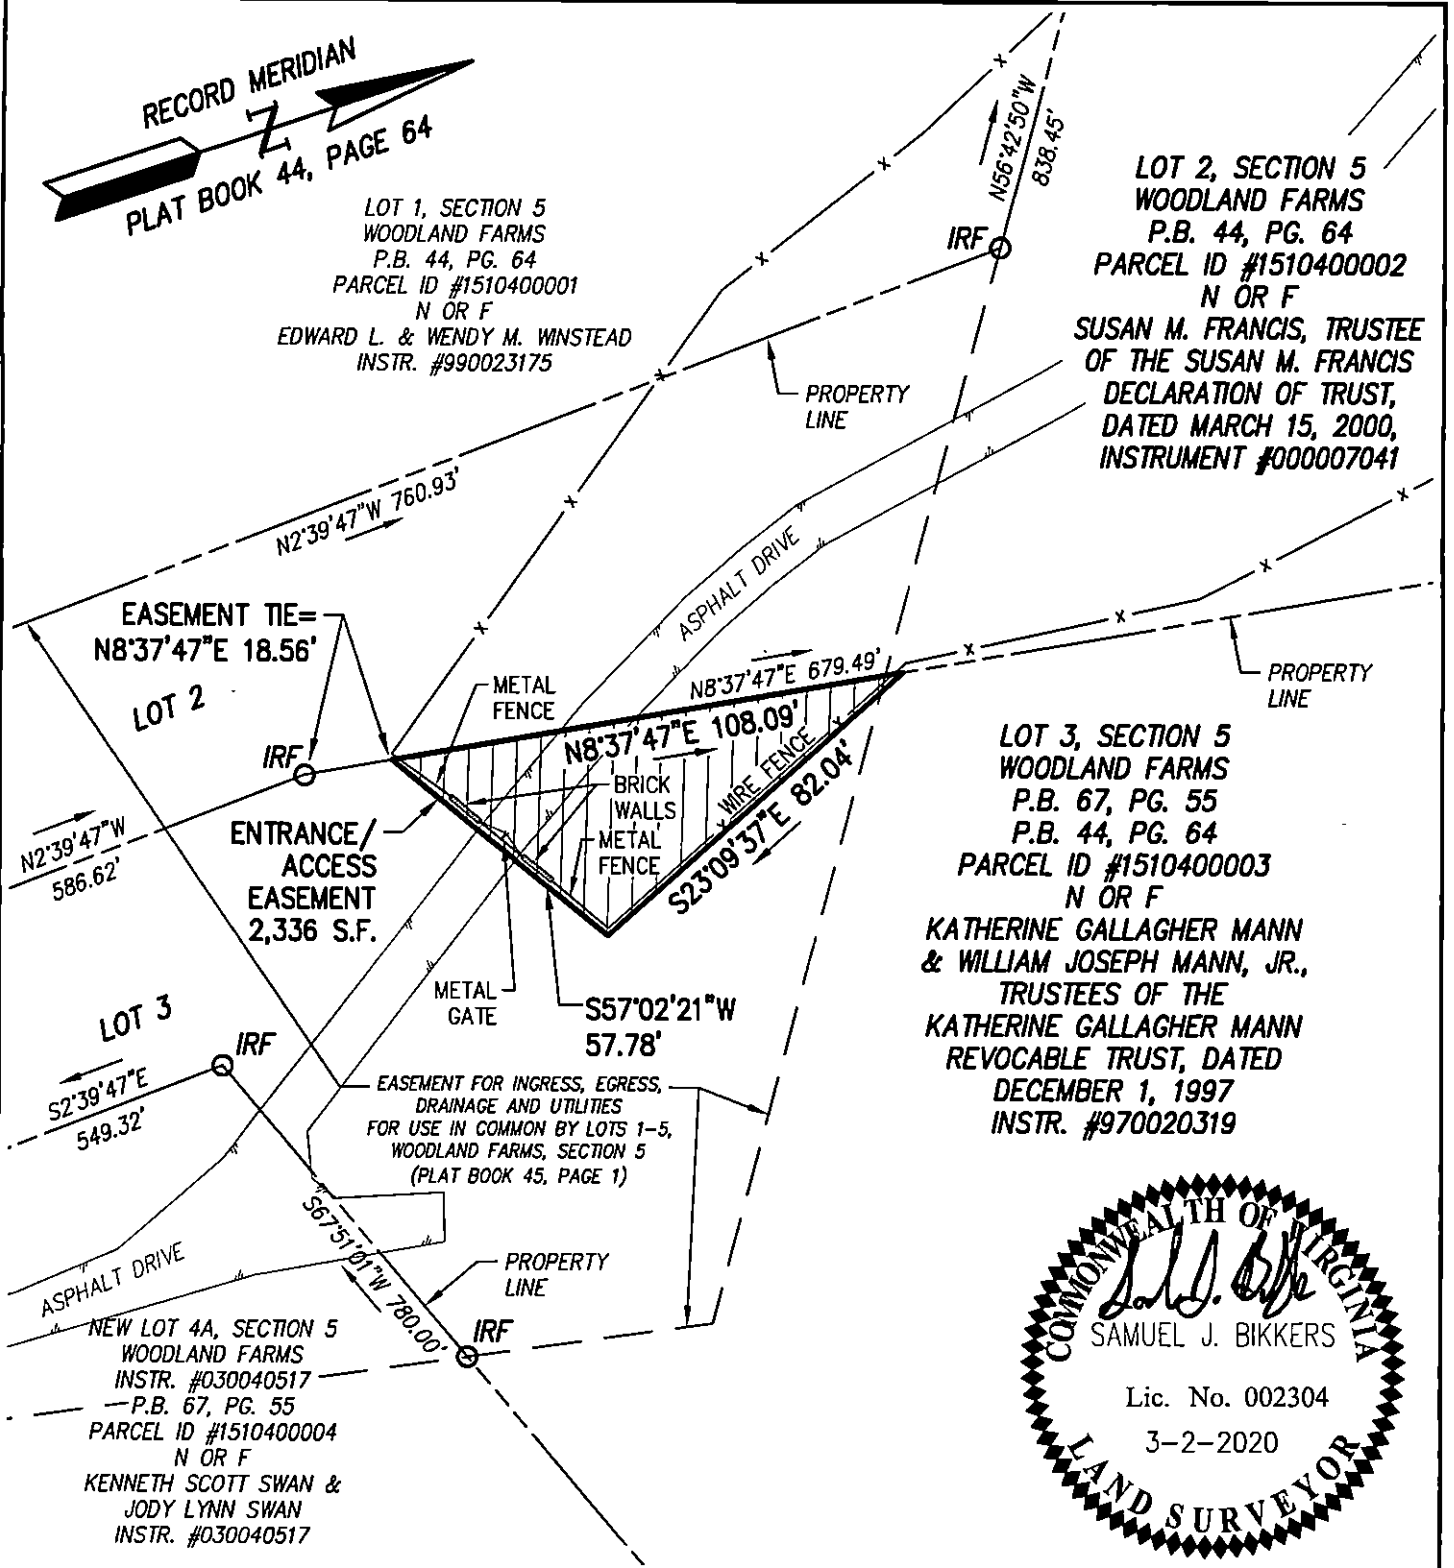 RECORD MERIDIAN
N
PLAT BOOK 44, PAGE 64
LOT 1, SECTION 5
WOODLAND FARMS
P.B. 44, PG. 64
PARCEL ID #1510400001
N OR F
EDWARD L. & WENDY M. WINSTEAD
INSTR. #990023175
N56°42'50"W
838.45'
IRF
LOT 2, SECTION 5
WOODLAND FARMS
P.B. 44, PG. 64
PARCEL ID #1510400002
N OR F
SUSAN M. FRANCIS, TRUSTEE
OF THE SUSAN M. FRANCIS
DECLARATION OF TRUST,
DATED MARCH 15, 2000,
INSTRUMENT #000007041
PROPERTY
LINE
N2°39'47"W 760.93'
ASPHALT DRIVE
EASEMENT TIE=
N8°37'47"E 18.56'
LOT 2
IRF
METAL
FENCE
N8°37'47"E 679.49'
N8°37'47"E 108.09'
PROPERTY
LINE
BRICK
WALLS
WIRE FENCE
S23°09'37"E 82.04'
METAL
FENCE
N2°39'47"W
586.62'
ENTRANCE/
ACCESS
EASEMENT
2,336 S.F.
LOT 3, SECTION 5
WOODLAND FARMS
P.B. 67, PG. 55
P.B. 44, PG. 64
PARCEL ID #1510400003
N OR F
KATHERINE GALLAGHER MANN
& WILLIAM JOSEPH MANN, JR.,
TRUSTEES OF THE
KATHERINE GALLAGHER MANN
REVOCABLE TRUST, DATED
DECEMBER 1, 1997
INSTR. #970020319
METAL
GATE
S57°02'21"W
57.78'
LOT 3
IRF
S2°39'47"E
549.32'
EASEMENT FOR INGRESS, EGRESS,
DRAINAGE AND UTILITIES
FOR USE IN COMMON BY LOTS 1-5,
WOODLAND FARMS, SECTION 5
(PLAT BOOK 45, PAGE 1)
S67°51'01"W 780.00'
PROPERTY
LINE
IRF
ASPHALT DRIVE
NEW LOT 4A, SECTION 5
WOODLAND FARMS
INSTR. #030040517
P.B. 67, PG. 55
PARCEL ID #1510400004
N OR F
KENNETH SCOTT SWAN &
JODY LYNN SWAN
INSTR. #030040517
COMMONWEALTH OF VIRGINIA
SAMUEL J. BIKKERS
Lic. No. 002304
3-2-2020
LAND SURVEYOR